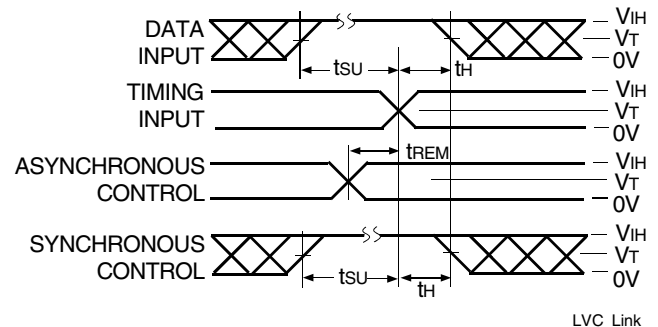 DATA
INPUT
VIH
VT
0V
tSU
tH
TIMING
INPUT
VIH
VT
0V
tREM
ASYNCHRONOUS
CONTROL
VIH
VT
0V
SYNCHRONOUS
CONTROL
VIH
VT
0V
tSU
tH
LVC Link